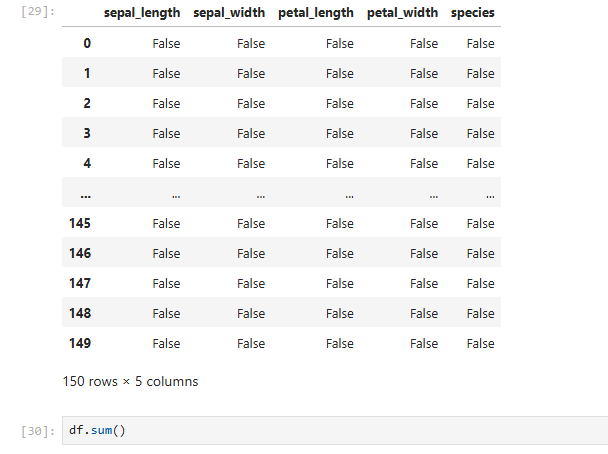 [29]: sepal_length sepal_width petal_length petal_width species
0 False False False False False
1 False False False False False
2 False False False False False
3 False False False False False
4 False False False False False
... ... ... ... ... ...
145 False False False False False
146 False False False False False
147 False False False False False
148 False False False False False
149 False False False False False
150 rows × 5 columns
[30]: df.sum()